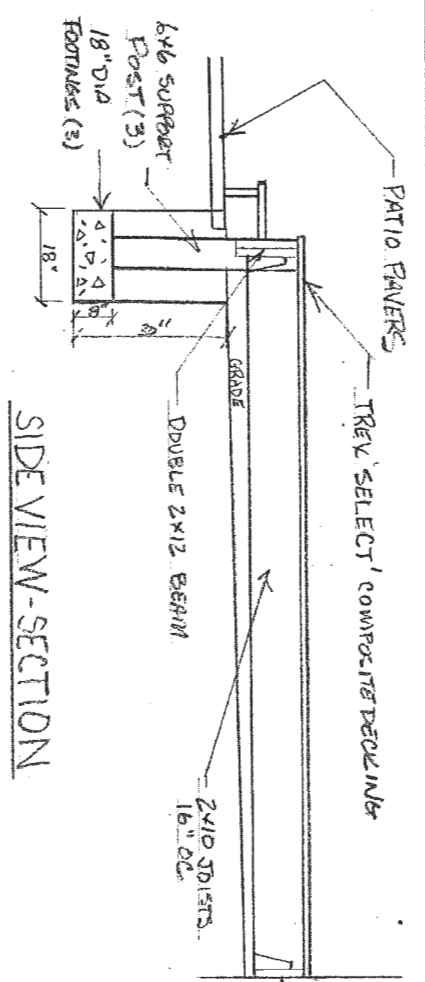 PATIO PAVERS
TREX 'SELECT' COMPOSITE DECKING
6x6 SUPPORT
POST (3)
18" DIA
FOOTINGS (3)
18"
8"
GRADE
DOUBLE 2x12 BEAM
2x10 JOISTS
16" OC
SIDE VIEW-SECTION